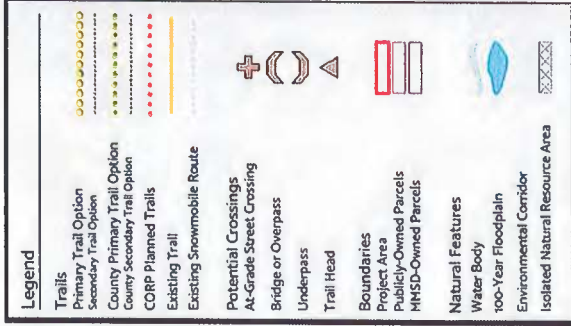 Legend
Trails
Primary Trail Option
Secondary Trail Option
County Primary Trail Option
County Secondary Trail Option
CORP Planned Trails
Existing Trail
Existing Snowmobile Route
Potential Crossings
At-Grade Street Crossing
Bridge or Overpass
Underpass
Trail Head
Boundaries
Project Area
Publicly-Owned Parcels
MMSD-Owned Parcels
Natural Features
Water Body
100-Year Floodplain
Environmental Corridor
Isolated Natural Resource Area